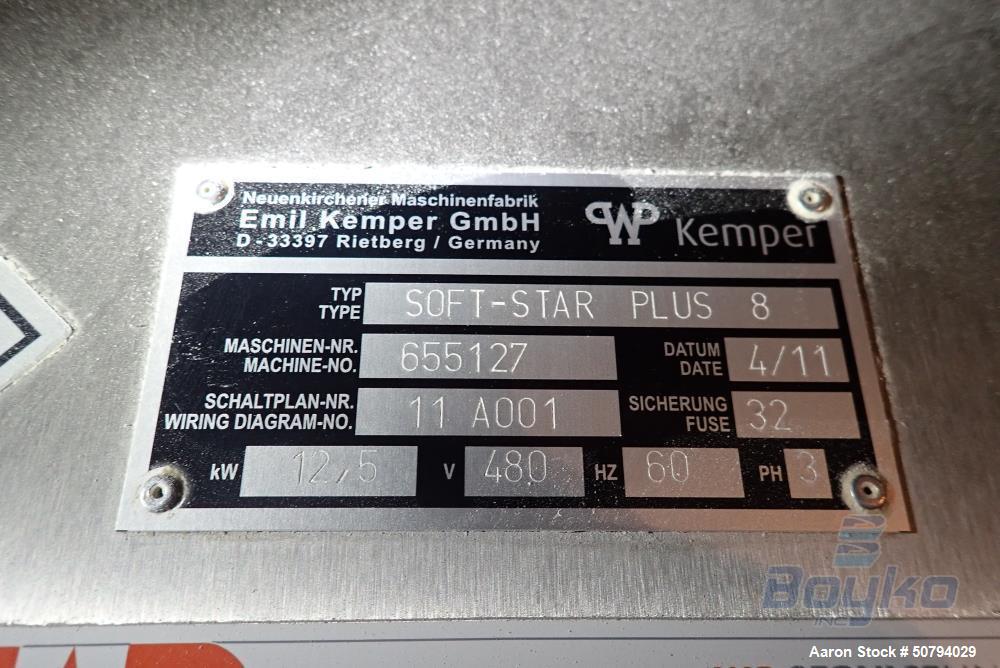 Neuenkirchener Maschinenfabrik
Emil Kemper GmbH
D-33397 Rietberg / Germany
WP Kemper
TYP
TYPE
SOFT-STAR PLUS 8
MASCHINEN-NR.
MACHINE-NO.
655127
DATUM
DATE
4/11
SCHALTPLAN-NR.
WIRING DIAGRAM-NO.
11 A001
SICHERUNG
FUSE
32
kW 12,5 V 480 HZ 60 PH 3
Boyko
INC
Aaron Stock # 50794029